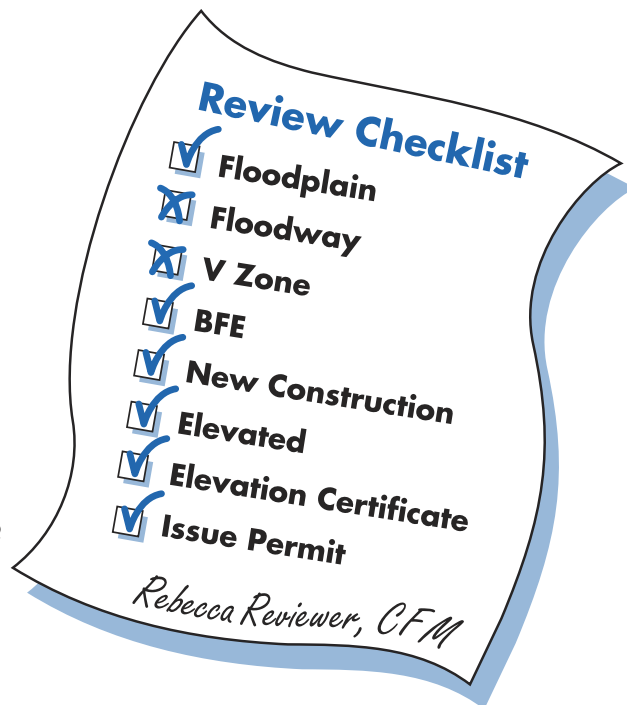 Review Checklist
Floodplain
Floodway
V Zone
BFE
New Construction
Elevated
Elevation Certificate
Issue Permit
Rebecca Reviewer, CFM